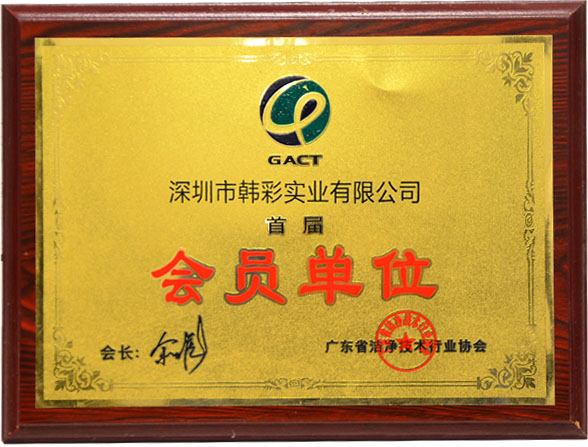 GACT
深圳市韩彩实业有限公司
首届
会员单位
会长：
广东省洁净技术行业协会